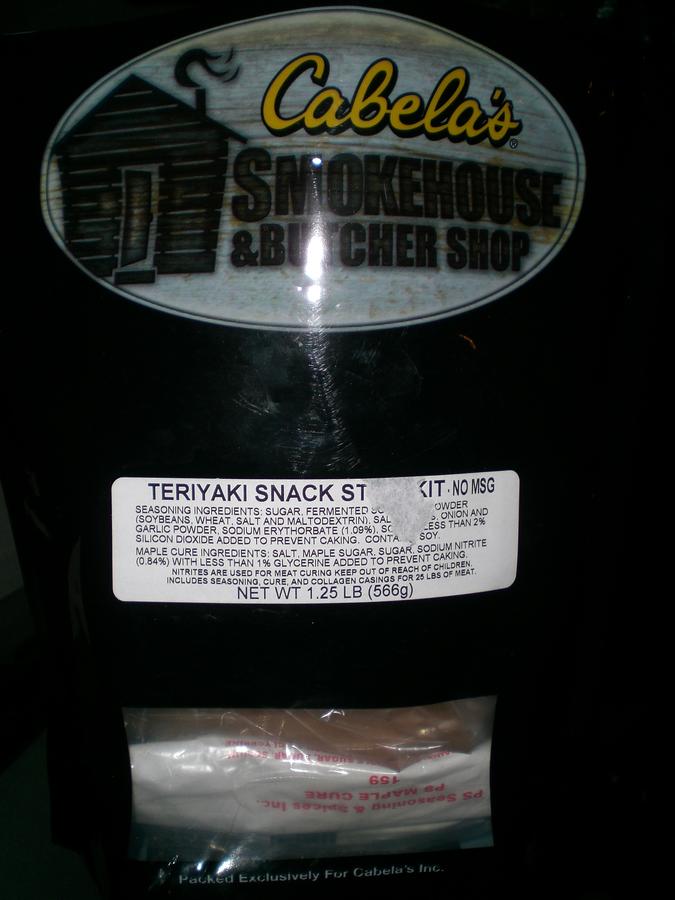 Cabela's®
SMOKEHOUSE
& BUTCHER SHOP
TERIYAKI SNACK ST KIT - NO MSG
SEASONING INGREDIENTS: SUGAR, FERMENTED OWDER
(SOYBEANS, WHEAT, SALT AND MALTODEXTRIN), SAL ONION AND
GARLIC POWDER, SODIUM ERYTHORBATE (1.09%), ESS THAN 2%
SILICON DIOXIDE ADDED TO PREVENT CAKING. CONTA SOY.
MAPLE CURE INGREDIENTS: SALT, MAPLE SUGAR, SUGAR, SODIUM NITRITE
(0.84%) WITH LESS THAN 1% GLYCERINE ADDED TO PREVENT CAKING.
NITRITES ARE USED FOR MEAT CURING KEEP OUT OF REACH OF CHILDREN.
INCLUDES SEASONING, CURE, AND COLLAGEN CASINGS FOR 25 LBS OF MEAT.
NET WT 1.25 LB (566g)
PS Seasoning & Spices Inc.
PS MAPLE CURE
159
Packed Exclusively For Cabela's Inc.